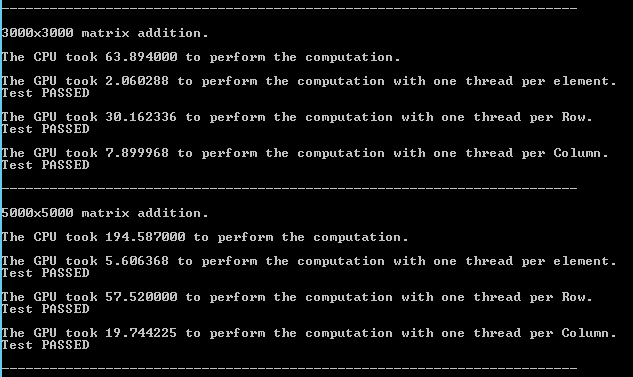 ------------------------------------------------------------------------
3000x3000 matrix addition.
The CPU took 63.894000 to perform the computation.
The GPU took 2.060288 to perform the computation with one thread per element.
Test PASSED
The GPU took 30.162336 to perform the computation with one thread per Row.
Test PASSED
The GPU took 7.899968 to perform the computation with one thread per Column.
Test PASSED
------------------------------------------------------------------------
5000x5000 matrix addition.
The CPU took 194.587000 to perform the computation.
The GPU took 5.606368 to perform the computation with one thread per element.
Test PASSED
The GPU took 57.520000 to perform the computation with one thread per Row.
Test PASSED
The GPU took 19.744225 to perform the computation with one thread per Column.
Test PASSED
------------------------------------------------------------------------